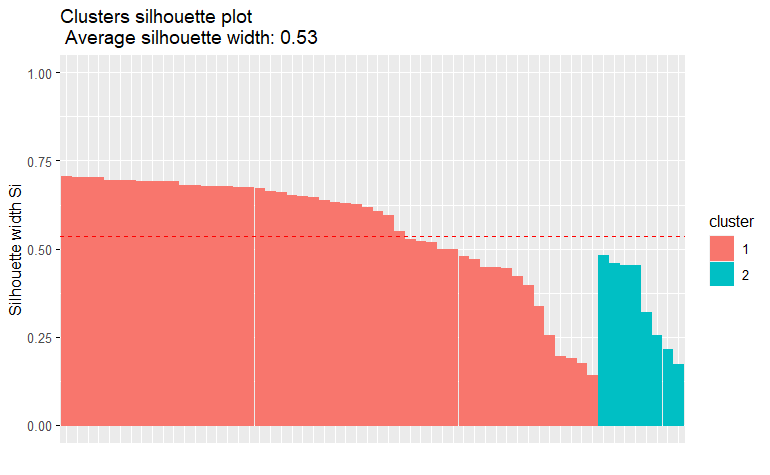 Clusters silhouette plot
Average silhouette width: 0.53
1.00
0.75
0.50
0.25
0.00
Silhouette width Si
cluster
1
2